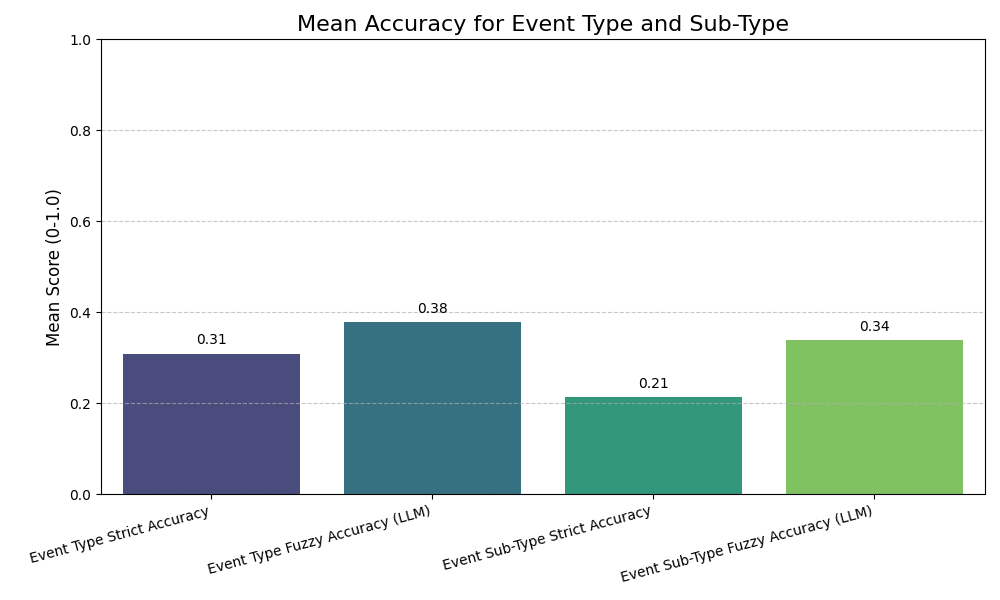 Mean Accuracy for Event Type and Sub-Type
Mean Score (0-1.0)
1.0
0.8
0.6
0.4
0.2
0.0
0.31
0.38
0.21
0.34
Event Type Strict Accuracy
Event Type Fuzzy Accuracy (LLM)
Event Sub-Type Strict Accuracy
Event Sub-Type Fuzzy Accuracy (LLM)